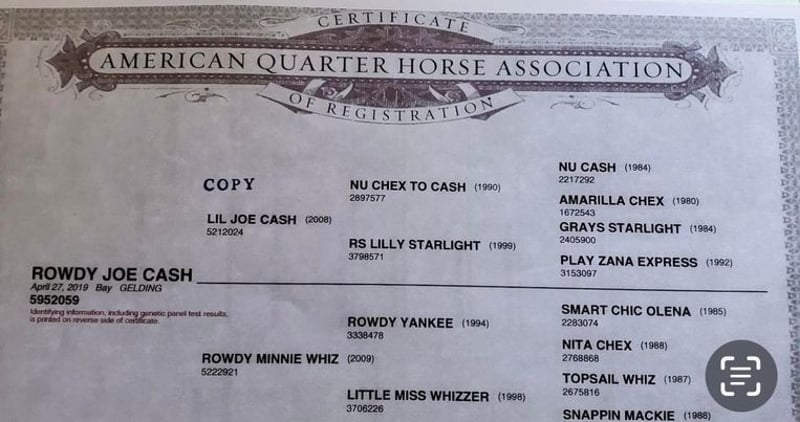 CERTIFICATE
AMERICAN QUARTER HORSE ASSOCIATION
OF REGISTRATION
COPY
NU CASH (1984)
2217292
NU CHEX TO CASH (1990)
2897577
AMARILLA CHEX (1980)
1672543
LIL JOE CASH (2008)
5212024
GRAYS STARLIGHT (1984)
2405900
RS LILLY STARLIGHT (1999)
3798571
PLAY ZANA EXPRESS (1992)
3153097
ROWDY JOE CASH
April 27, 2019 Bay GELDING
5952059
Identifying information, including genetic panel test results,
is printed on reverse side of certificate.
SMART CHIC OLENA (1985)
2283074
ROWDY YANKEE (1994)
3338478
NITA CHEX (1988)
2768868
ROWDY MINNIE WHIZ (2009)
5222921
TOPSAIL WHIZ (1987)
2675816
LITTLE MISS WHIZZER (1998)
3706226
SNAPPIN MACKIE (1988)